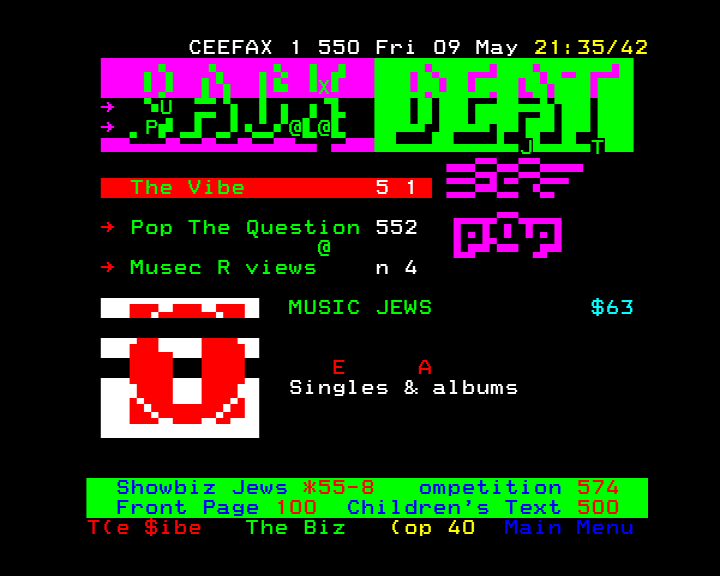 CEEFAX 1 550 Fri 09 May 21:35/42
The Vibe 5 1
Pop The Question 552
@
Musec R views n 4
MUSIC JEWS $63
E A
Singles & albums
Showbiz Jews *55-8 ompetition 574
Front Page 100 Children's Text 500
T(e $ibe The Biz (op 40 Main Menu